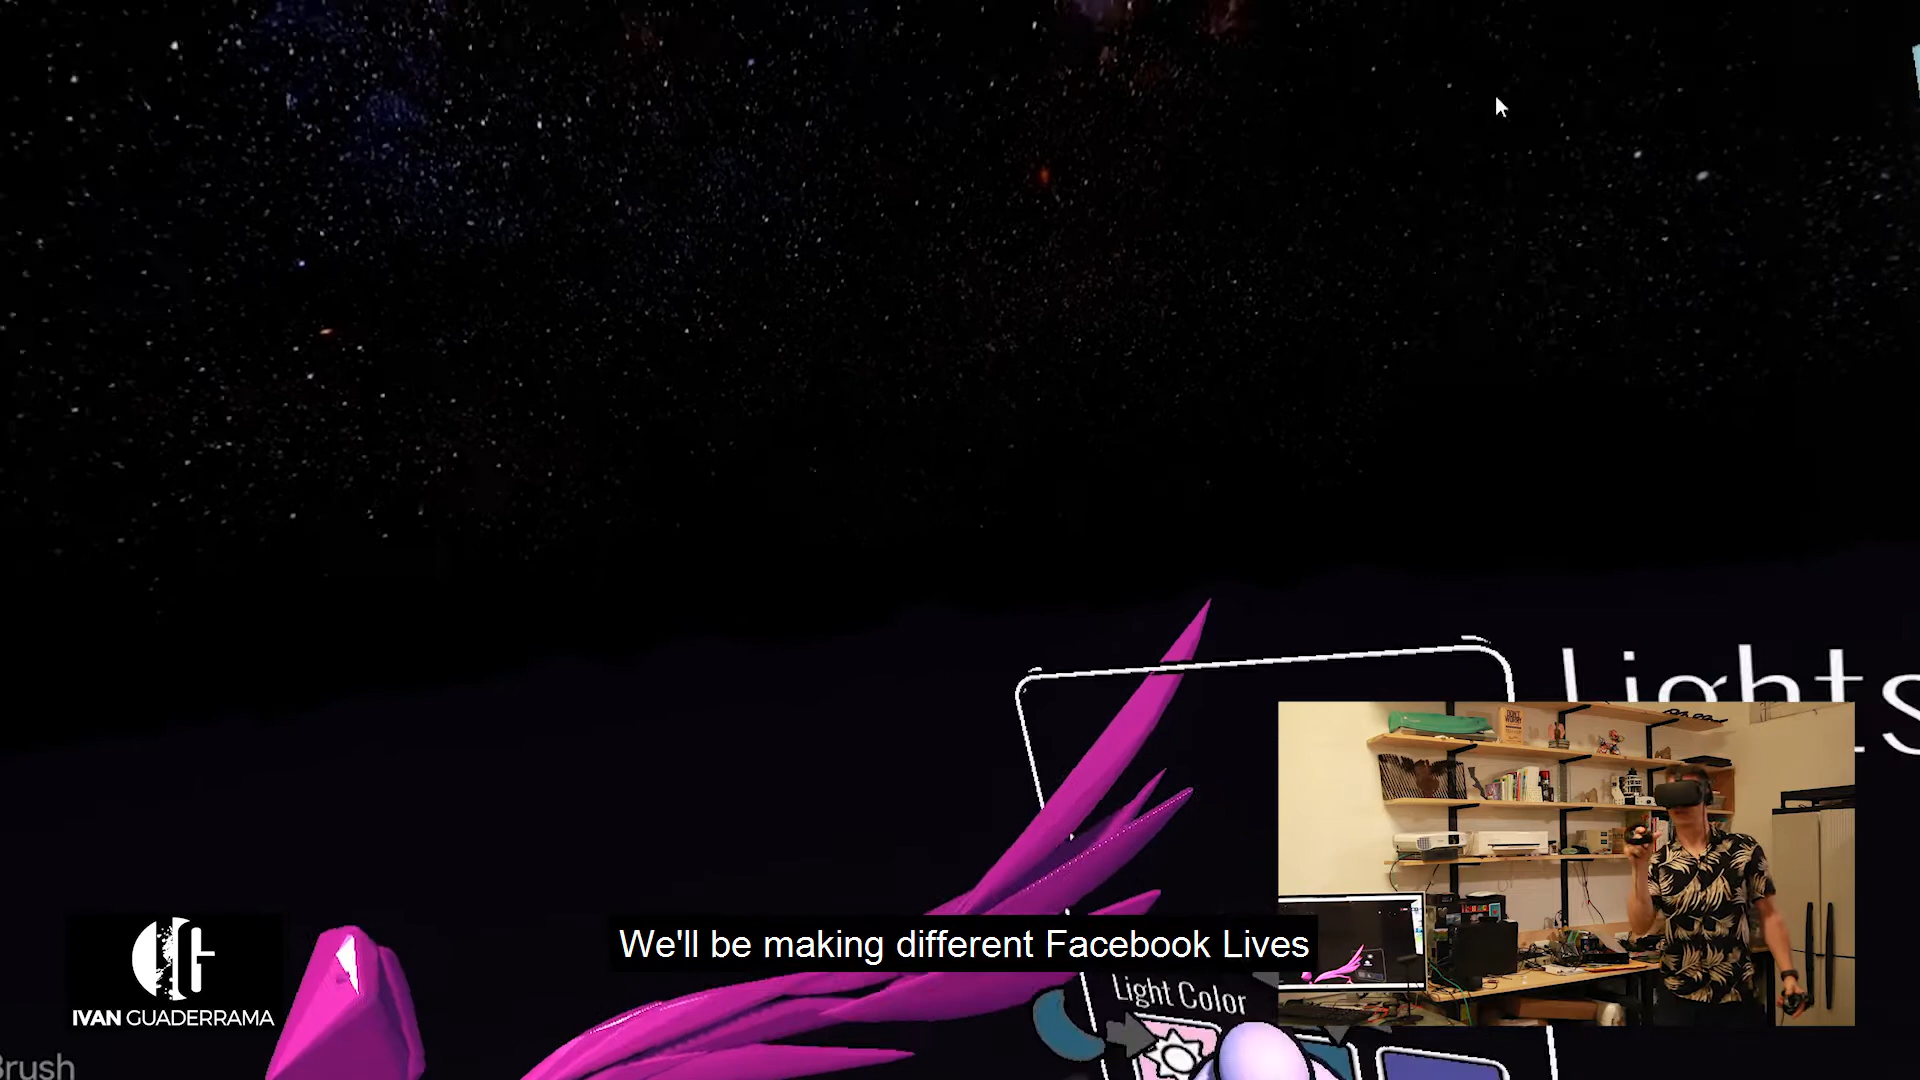 Lights
We'll be making different Facebook Lives
Light Color
IVAN GUADERRAMA
Brush